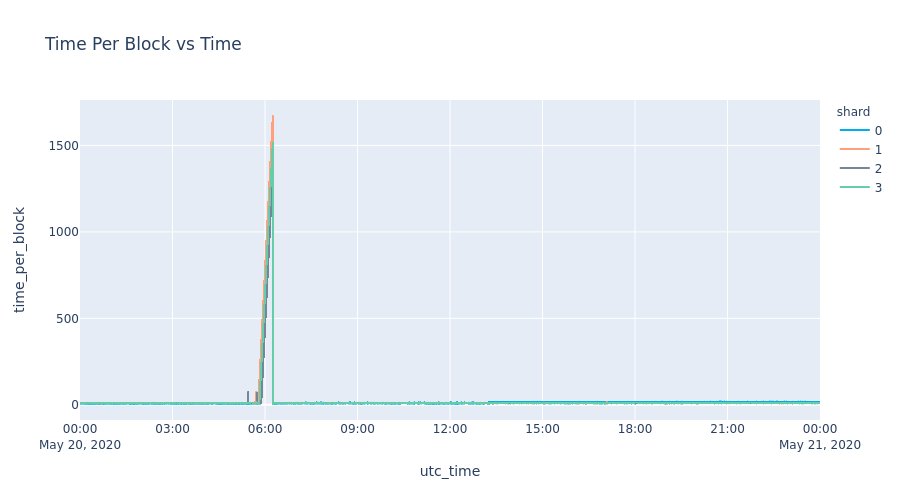 Time Per Block vs Time
shard
0
1
2
3
1500
1000
500
0
time_per_block
00:00 03:00 06:00 09:00 12:00 15:00 18:00 21:00 00:00
May 20, 2020 May 21, 2020
utc_time